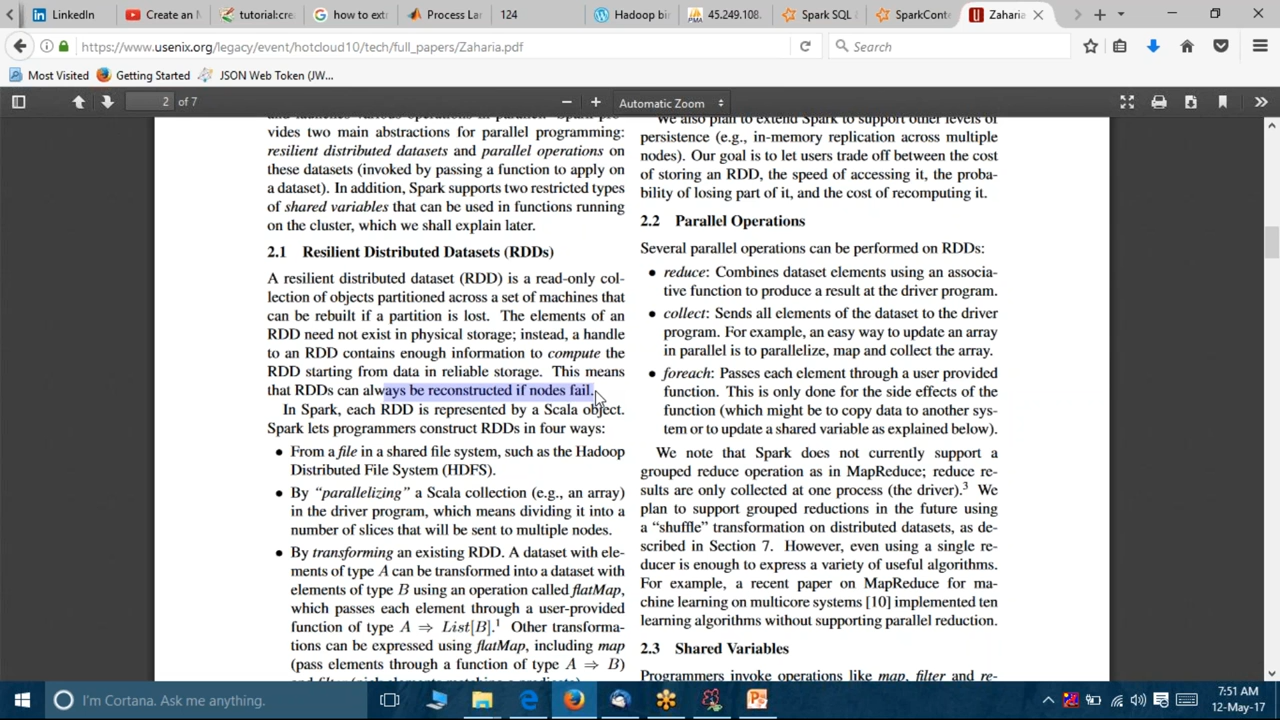 LinkedIn
Create an
tutorial:cre
how to extr
Process Lar
124
Hadoop bir
45.249.108.
Spark SQL
SparkConte
Zaharia
https://www.usenix.org/legacy/event/hotcloud10/tech/full_papers/Zaharia.pdf
Search
Most Visited
Getting Started
JSON Web Token (JW...
2 of 7
Automatic Zoom
vides two main abstractions for parallel programming:
resilient distributed datasets and parallel operations on
these datasets (invoked by passing a function to apply on
a dataset). In addition, Spark supports two restricted types
of shared variables that can be used in functions running
on the cluster, which we shall explain later.
2.1 Resilient Distributed Datasets (RDDs)
A resilient distributed dataset (RDD) is a read-only col-
lection of objects partitioned across a set of machines that
can be rebuilt if a partition is lost. The elements of an
RDD need not exist in physical storage; instead, a handle
to an RDD contains enough information to compute the
RDD starting from data in reliable storage. This means
that RDDs can always be reconstructed if nodes fail.
In Spark, each RDD is represented by a Scala object.
Spark lets programmers construct RDDs in four ways:
• From a file in a shared file system, such as the Hadoop
Distributed File System (HDFS).
• By “parallelizing” a Scala collection (e.g., an array)
in the driver program, which means dividing it into a
number of slices that will be sent to multiple nodes.
• By transforming an existing RDD. A dataset with ele-
ments of type A can be transformed into a dataset with
elements of type B using an operation called flatMap,
which passes each element through a user-provided
function of type A ⇒ List[B].1 Other transforma-
tions can be expressed using flatMap, including map
(pass elements through a function of type A ⇒ B)
We also plan to extend Spark to support other levels of
persistence (e.g., in-memory replication across multiple
nodes). Our goal is to let users trade off between the cost
of storing an RDD, the speed of accessing it, the proba-
bility of losing part of it, and the cost of recomputing it.
2.2 Parallel Operations
Several parallel operations can be performed on RDDs:
• reduce: Combines dataset elements using an associa-
tive function to produce a result at the driver program.
• collect: Sends all elements of the dataset to the driver
program. For example, an easy way to update an array
in parallel is to parallelize, map and collect the array.
• foreach: Passes each element through a user provided
function. This is only done for the side effects of the
function (which might be to copy data to another sys-
tem or to update a shared variable as explained below).
We note that Spark does not currently support a
grouped reduce operation as in MapReduce; reduce re-
sults are only collected at one process (the driver).3 We
plan to support grouped reductions in the future using
a “shuffle” transformation on distributed datasets, as de-
scribed in Section 7. However, even using a single re-
ducer is enough to express a variety of useful algorithms.
For example, a recent paper on MapReduce for ma-
chine learning on multicore systems [10] implemented ten
learning algorithms without supporting parallel reduction.
2.3 Shared Variables
Programmers invoke operations like map, filter and re-
I'm Cortana. Ask me anything.
7:51 AM
12-May-17